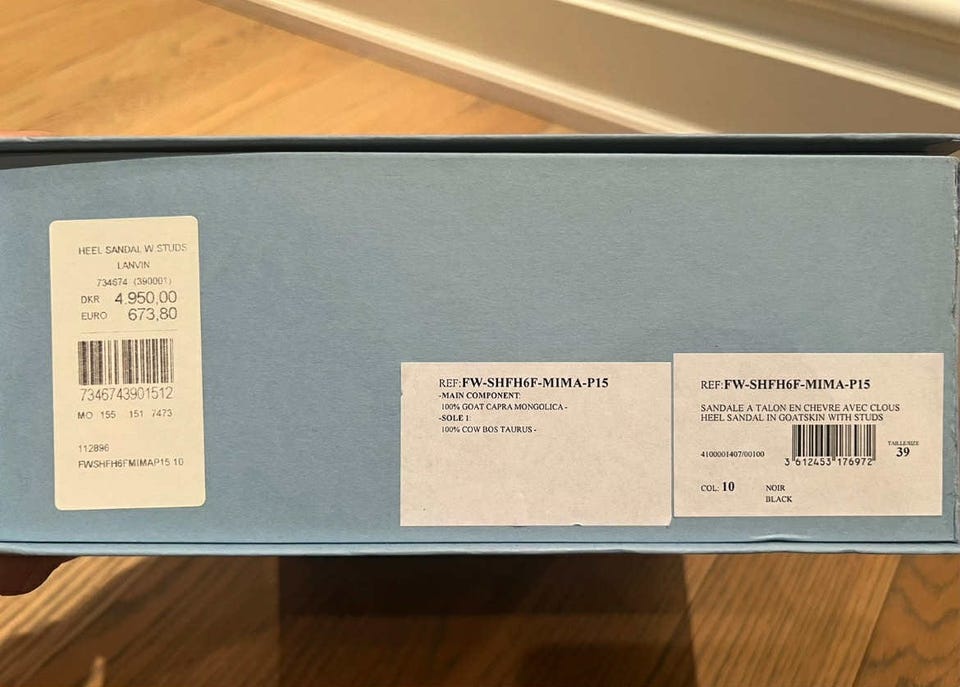 HEEL SANDAL W STUDS
LANVIN
734674 (390001)
DKR 4.950,00
EURO 673,80
7346743901512
MO 155 151 7473
112896
FWSHFH6FMIMAP15 10
REF:FW-SHFH6F-MIMA-P15
-MAIN COMPONENT:
100% GOAT CAPRA MONGOLICA -
-SOLE 1:
100% COW BOS TAURUS -
REF:FW-SHFH6F-MIMA-P15
SANDALE A TALON EN CHEVRE AVEC CLOUS
HEEL SANDAL IN GOATSKIN WITH STUDS
4100001407/00100
3 612453 176972
TAILLE/SIZE
39
COL: 10 NOIR
BLACK